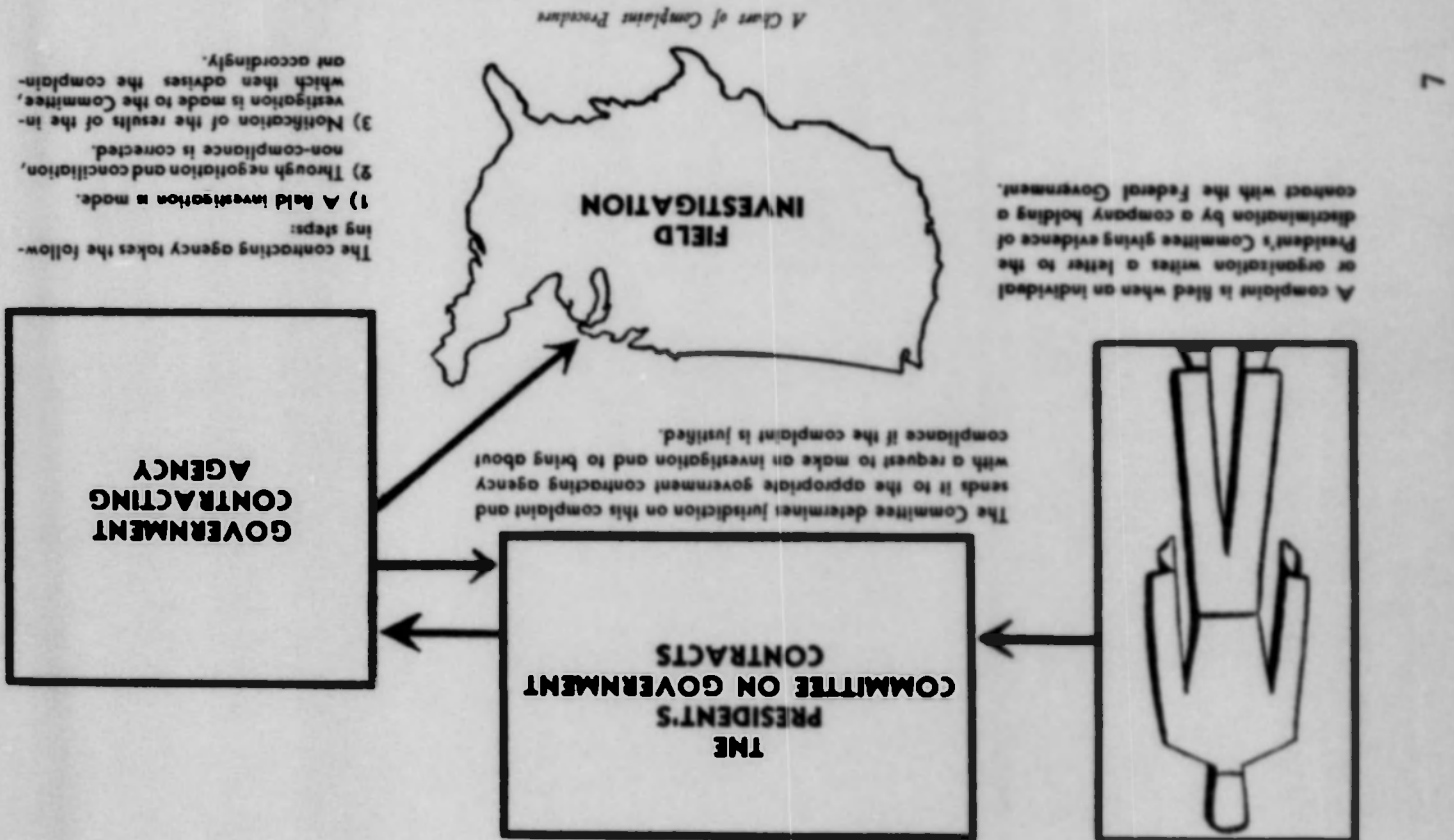 THE
PRESIDENT'S
COMMITTEE ON GOVERNMENT
CONTRACTS
GOVERNMENT
CONTRACTING
AGENCY
A complaint is filed when an individual
or organization writes a letter to the
President's Committee giving evidence of
discrimination by a company holding a
contract with the Federal Government.
The Committee determines jurisdiction on this complaint and
sends it to the appropriate government contracting agency
with a request to make an investigation and to bring about
compliance if the complaint is justified.
FIELD
INVESTIGATION
The contracting agency takes the follow-
ing steps:
1) A field investigation is made.
2) Through negotiation and conciliation,
non-compliance is corrected.
3) Notification of the results of the in-
vestigation is made to the Committee,
which then advises the complain-
ant accordingly.
A Chart of Complaint Procedure
7